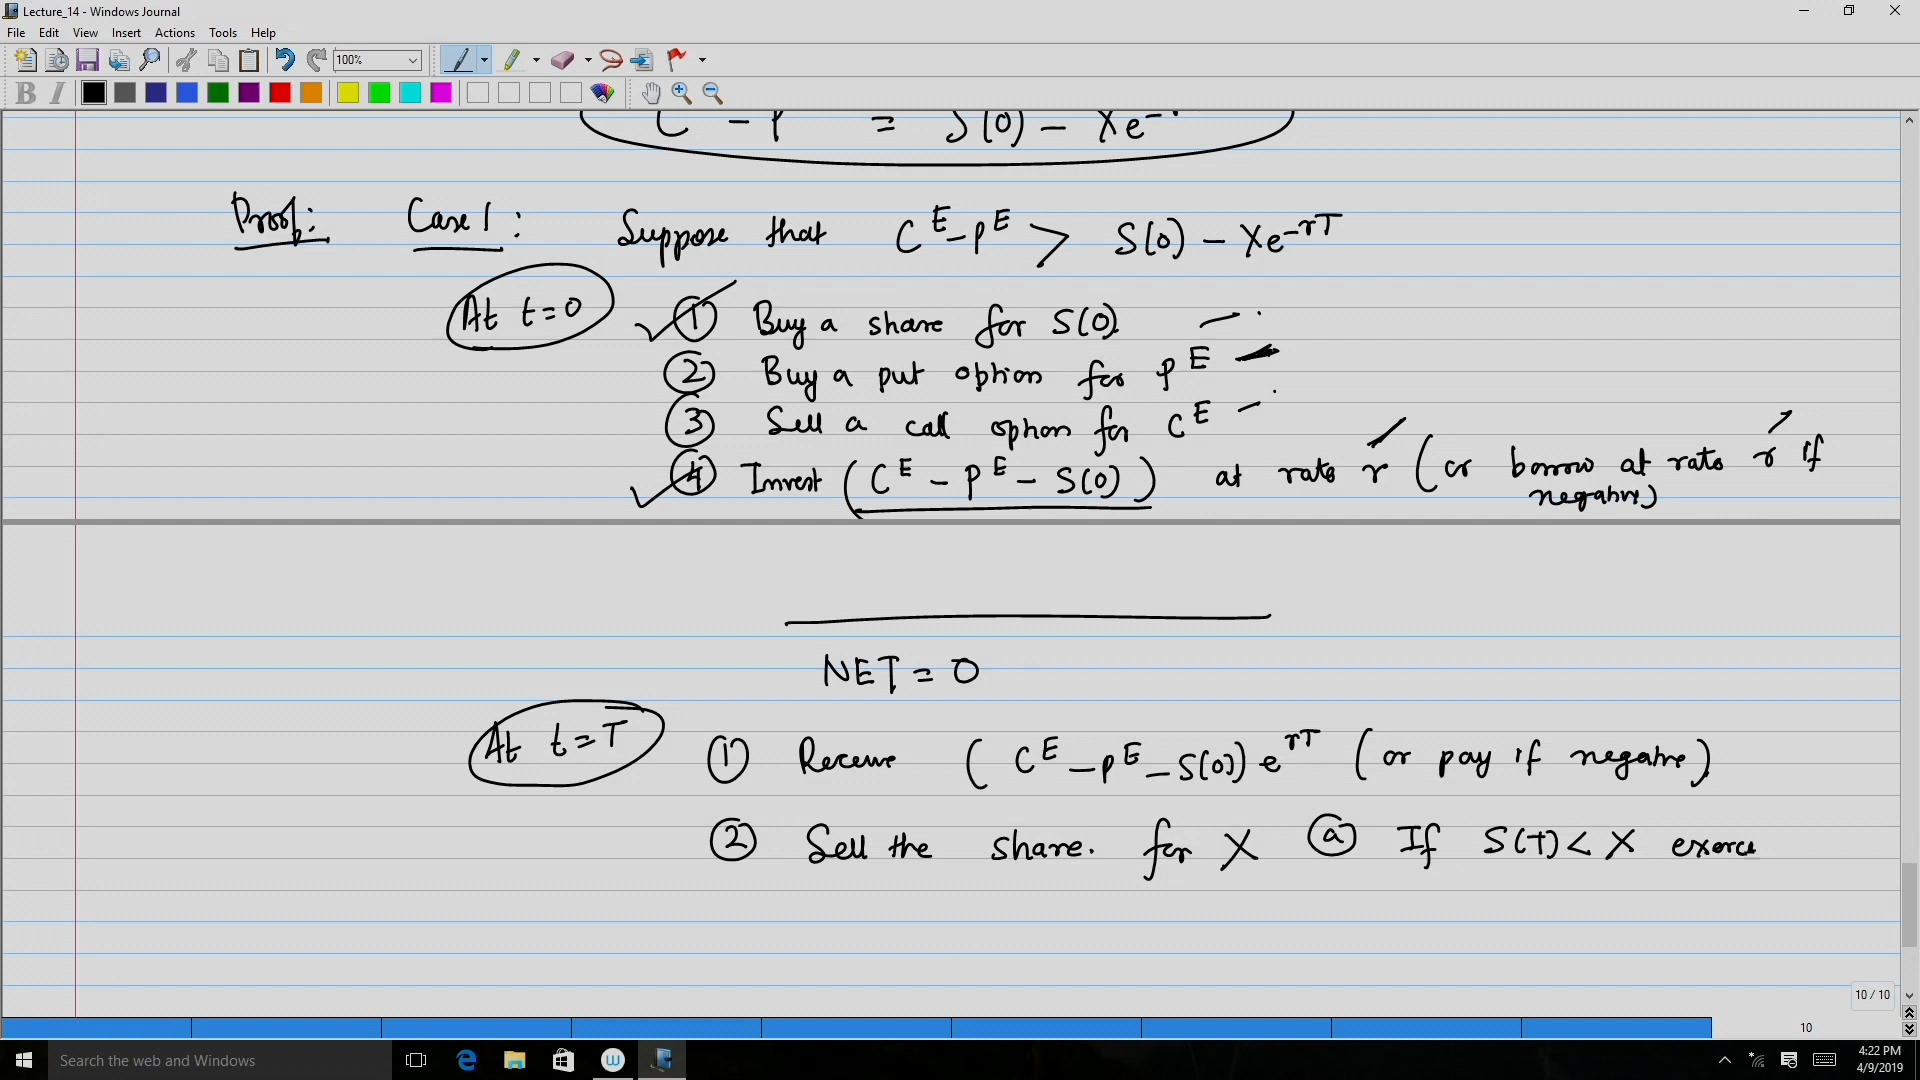 Lecture_14 - Windows Journal
File Edit View Insert Actions Tools Help
100%
B I
C - P = S(0) - Xe-
Proof: Case 1: Suppose that C^E - P^E > S(0) - Xe^-rT
At t=0 ① Buy a share for S(0)
② Buy a put option for P^E
③ Sell a call option for C^E
④ Invest (C^E - P^E - S(0)) at rate r (or borrow at rate r if
negative)
NET = 0
At t=T ① Receive (C^E - P^E - S(0)) e^rT (or pay if negative)
② Sell the share. for X ⓐ If S(T) < X exerc
10 / 10
10
Search the web and Windows
4:22 PM
4/9/2019